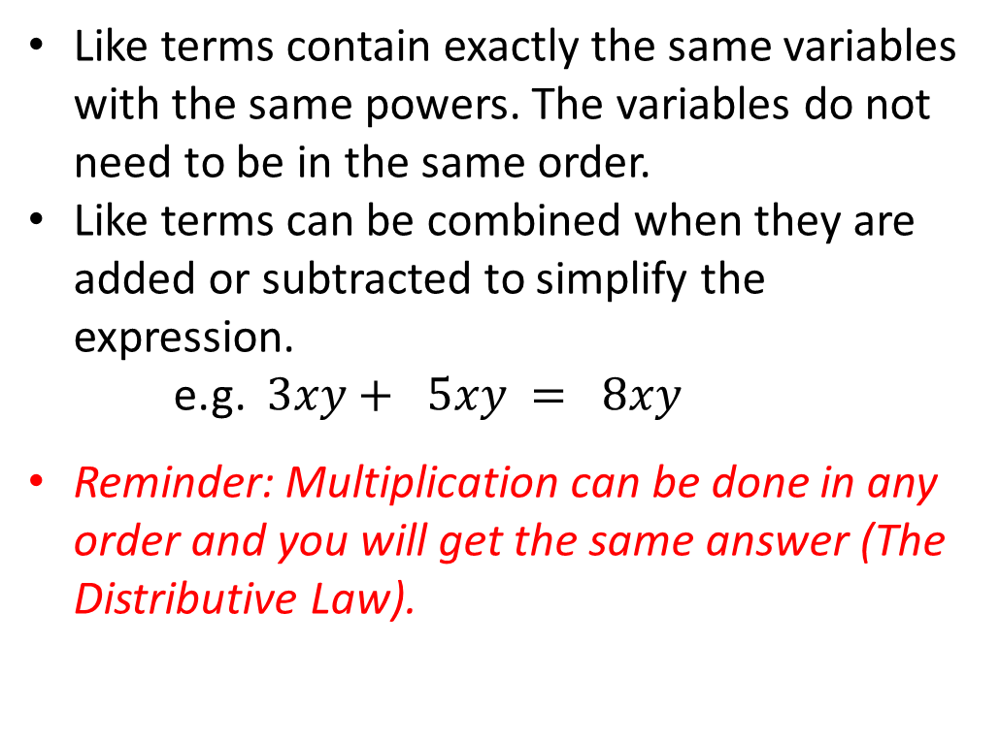 • Like terms contain exactly the same variables
with the same powers. The variables do not
need to be in the same order.
• Like terms can be combined when they are
added or subtracted to simplify the
expression.
e.g. 3𝑥𝑦 + 5𝑥𝑦 = 8𝑥𝑦
• Reminder: Multiplication can be done in any
order and you will get the same answer (The
Distributive Law).